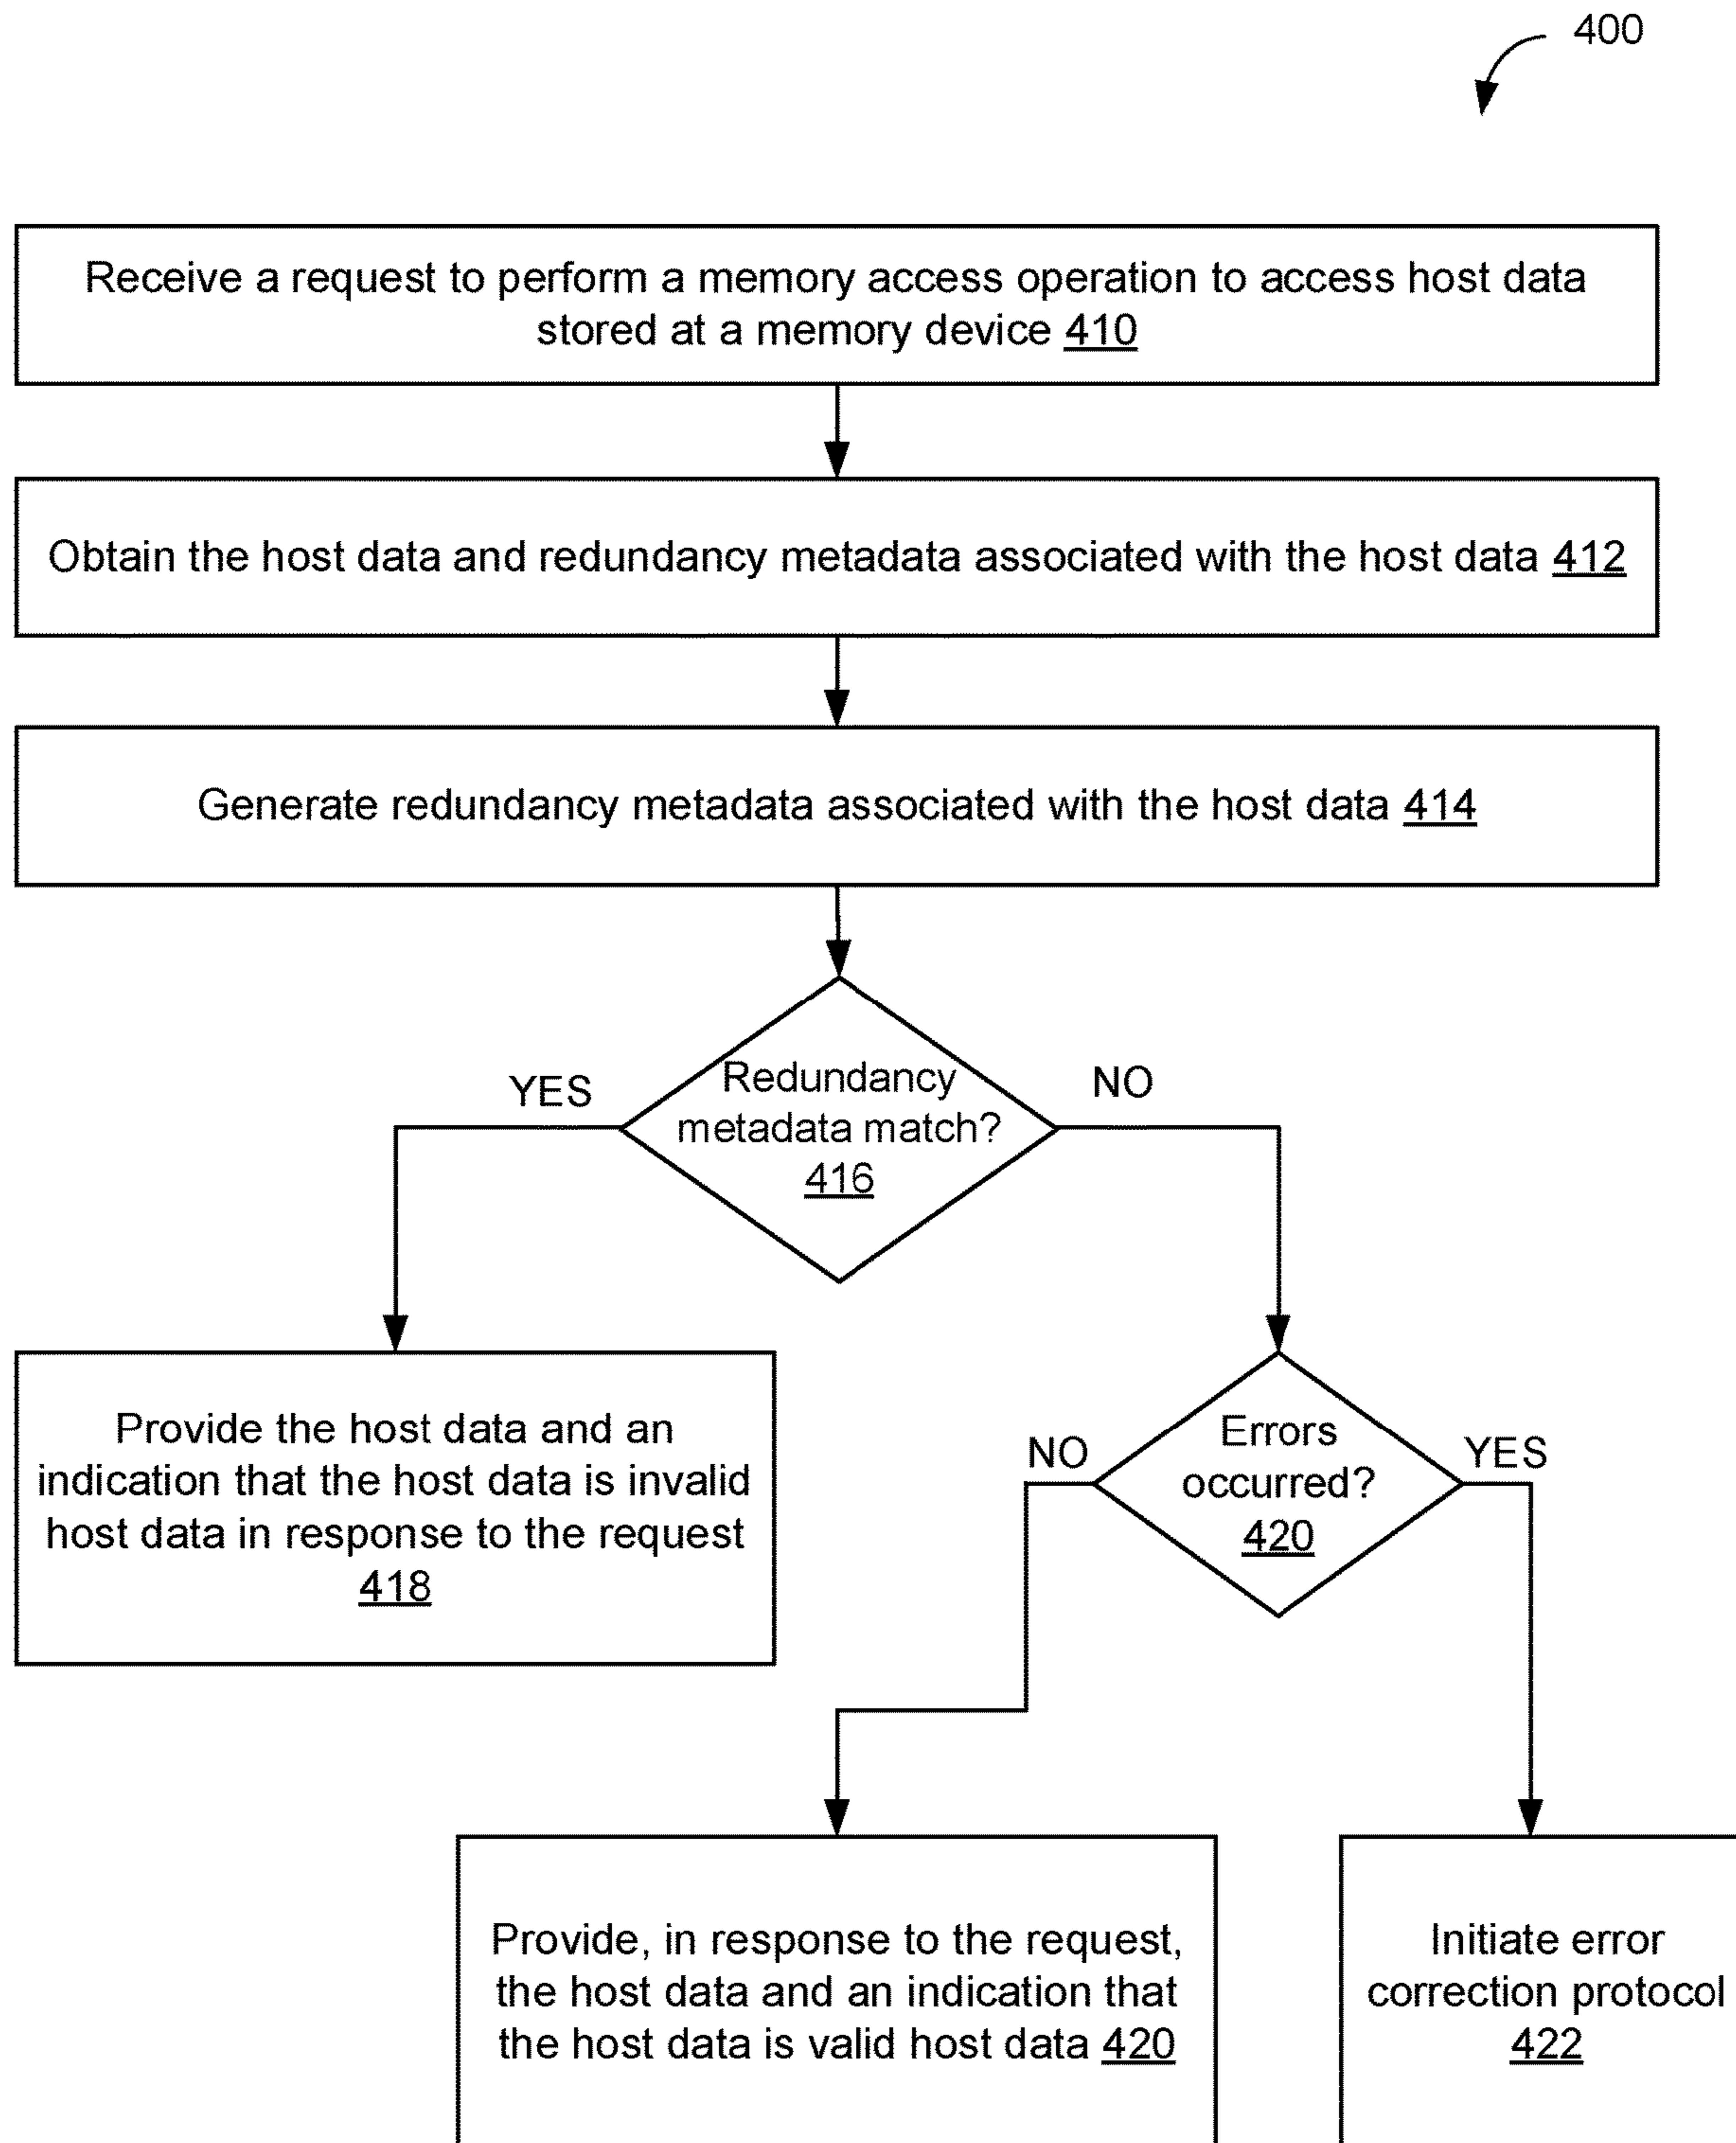 400
Receive a request to perform a memory access operation to access host data
stored at a memory device 410
Obtain the host data and redundancy metadata associated with the host data 412
Generate redundancy metadata associated with the host data 414
Redundancy
metadata match?
416
YES
NO
Provide the host data and an
indication that the host data is invalid
host data in response to the request
418
Errors
occurred?
420
NO
YES
Provide, in response to the request,
the host data and an indication that
the host data is valid host data 420
Initiate error
correction protocol
422